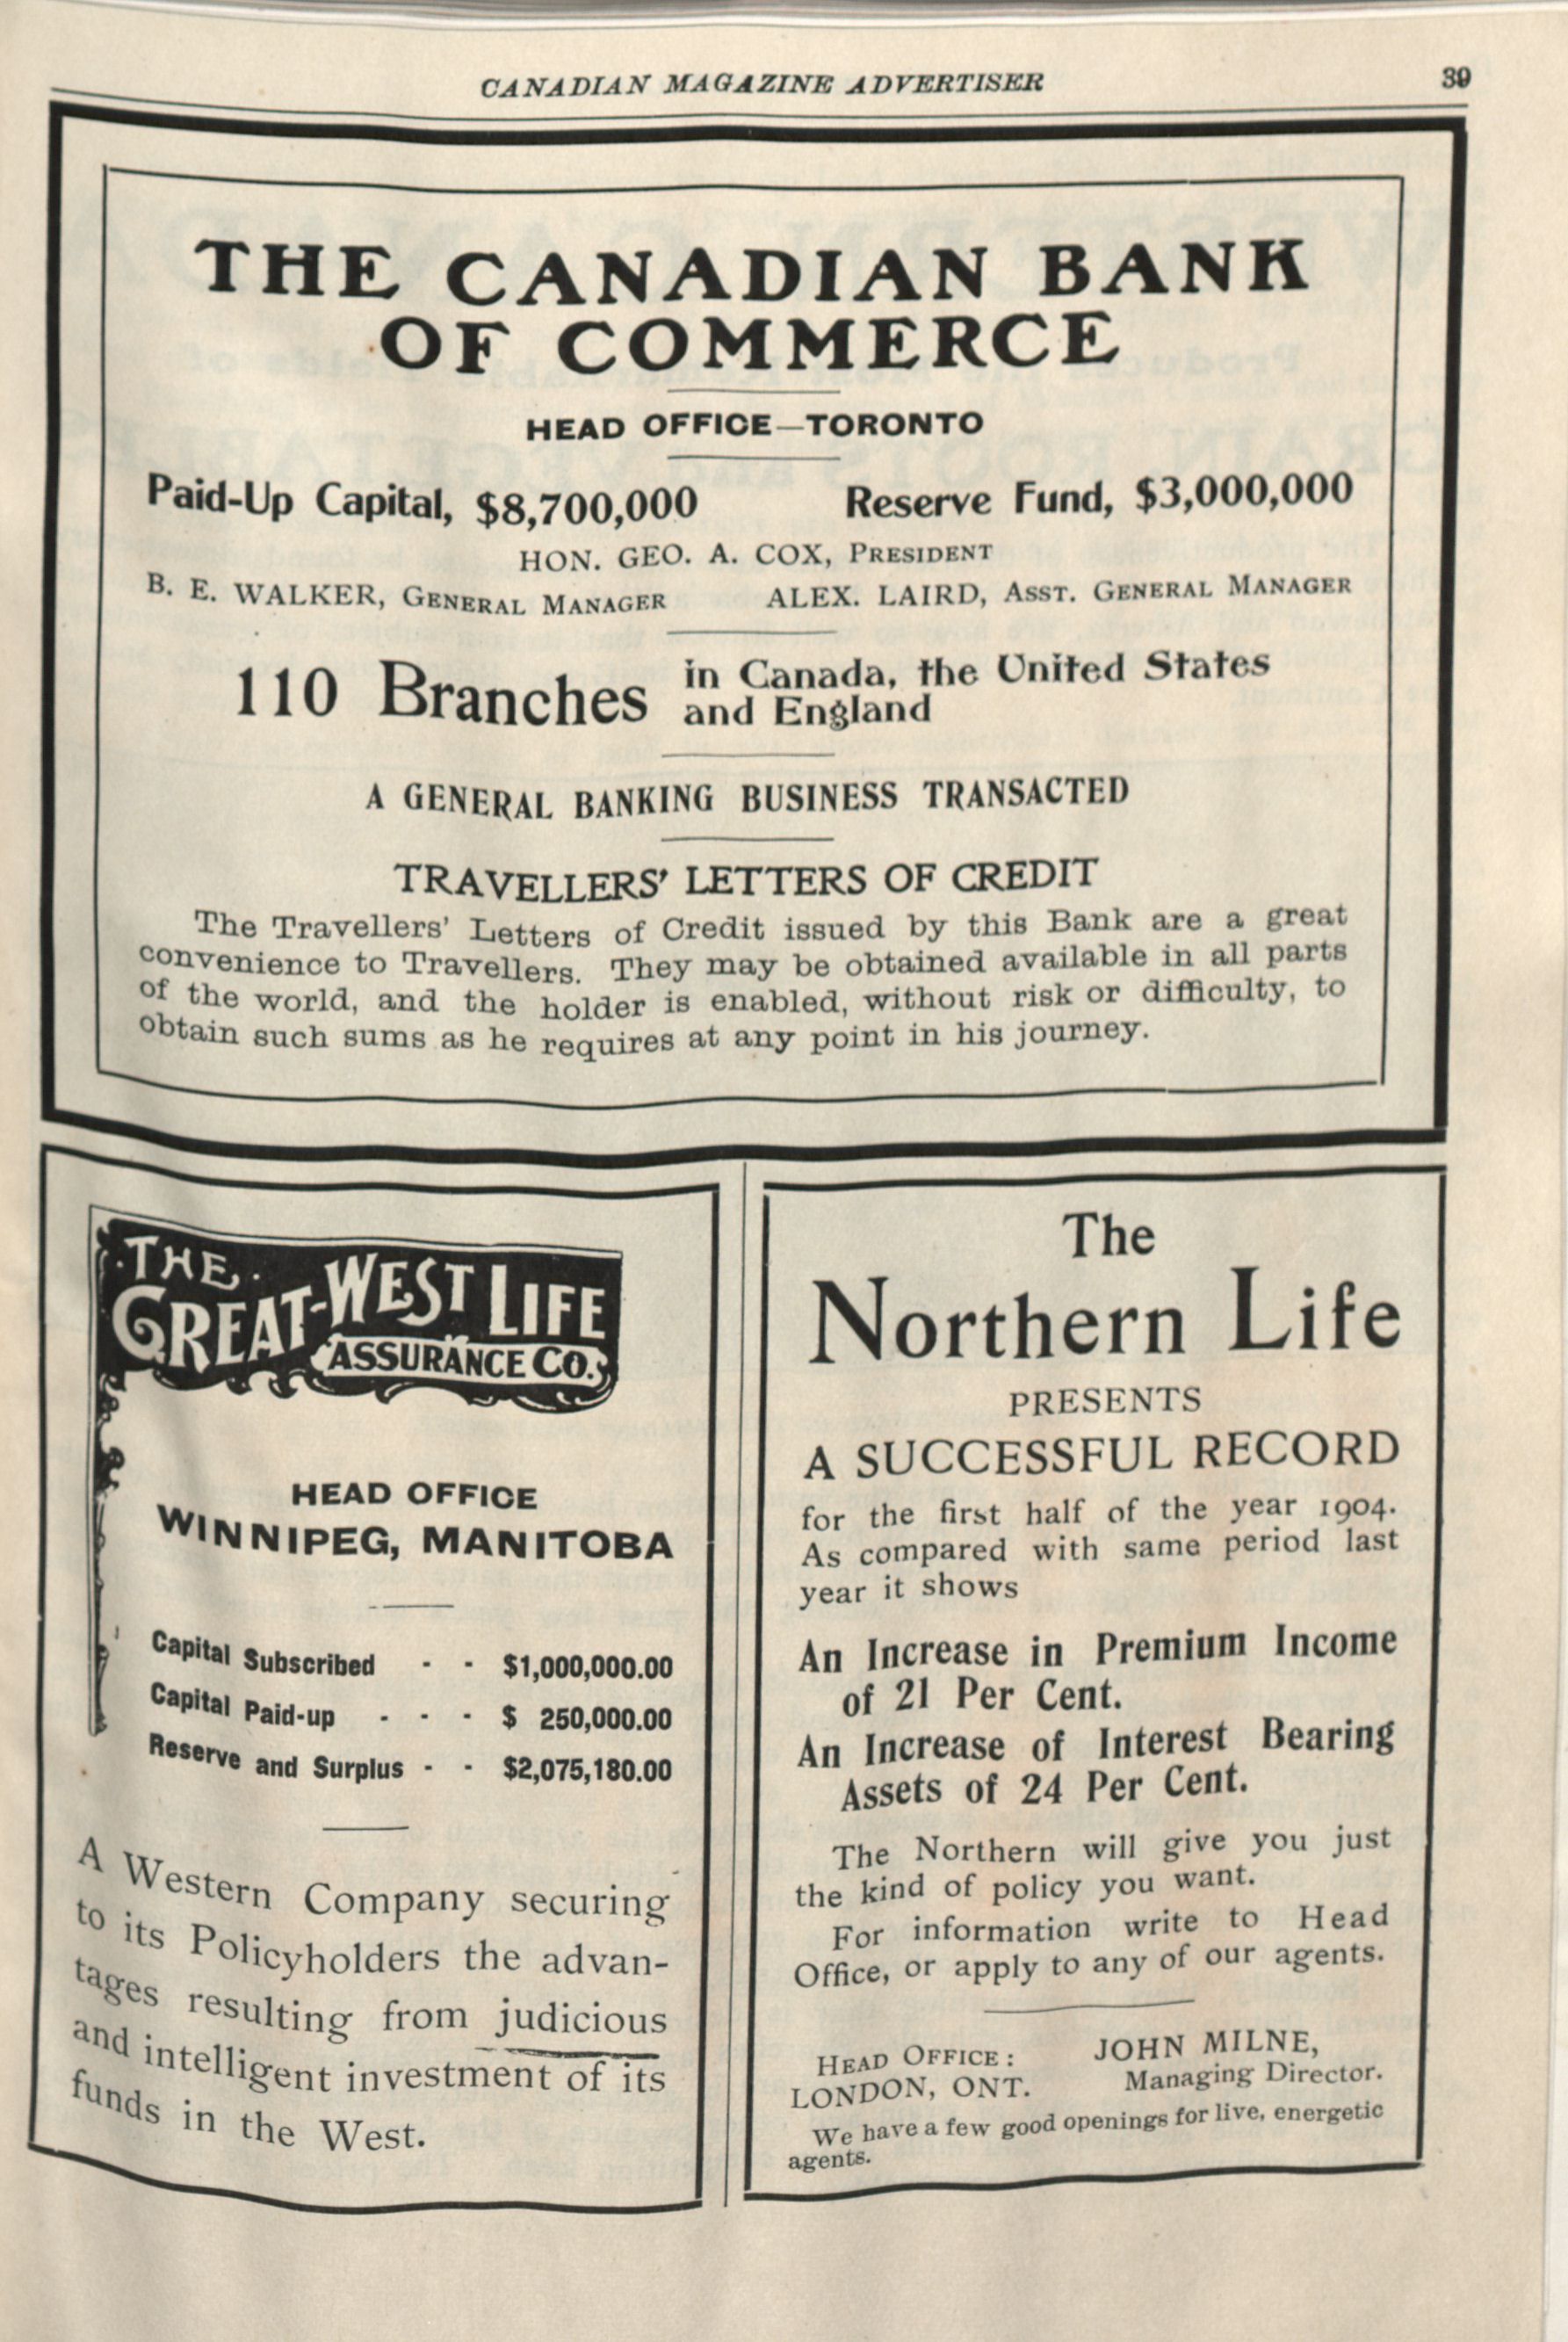 CANADIAN MAGAZINE ADVERTISER 39
THE CANADIAN BANK
OF COMMERCE
HEAD OFFICE—TORONTO
Paid-Up Capital, $8,700,000 Reserve Fund, $3,000,000
HON. GEO. A. COX, PRESIDENT
B. E. WALKER, GENERAL MANAGER ALEX. LAIRD, ASST. GENERAL MANAGER
110 Branches in Canada, the United States
and England
A GENERAL BANKING BUSINESS TRANSACTED
TRAVELLERS' LETTERS OF CREDIT
The Travellers' Letters of Credit issued by this Bank are a great
convenience to Travellers. They may be obtained available in all parts
of the world, and the holder is enabled, without risk or difficulty, to
obtain such sums as he requires at any point in his journey.
THE
GREAT-WEST LIFE
ASSURANCE CO.
HEAD OFFICE
WINNIPEG, MANITOBA
Capital Subscribed - - $1,000,000.00
Capital Paid-up - - - $ 250,000.00
Reserve and Surplus - - $2,075,180.00
A Western Company securing
to its Policyholders the advan-
tages resulting from judicious
and intelligent investment of its
funds in the West.
The
Northern Life
PRESENTS
A SUCCESSFUL RECORD
for the first half of the year 1904.
As compared with same period last
year it shows
An Increase in Premium Income
of 21 Per Cent.
An Increase of Interest Bearing
Assets of 24 Per Cent.
The Northern will give you just
the kind of policy you want.
For information write to Head
Office, or apply to any of our agents.
HEAD OFFICE: JOHN MILNE,
LONDON, ONT. Managing Director.
We have a few good openings for live, energetic
agents.